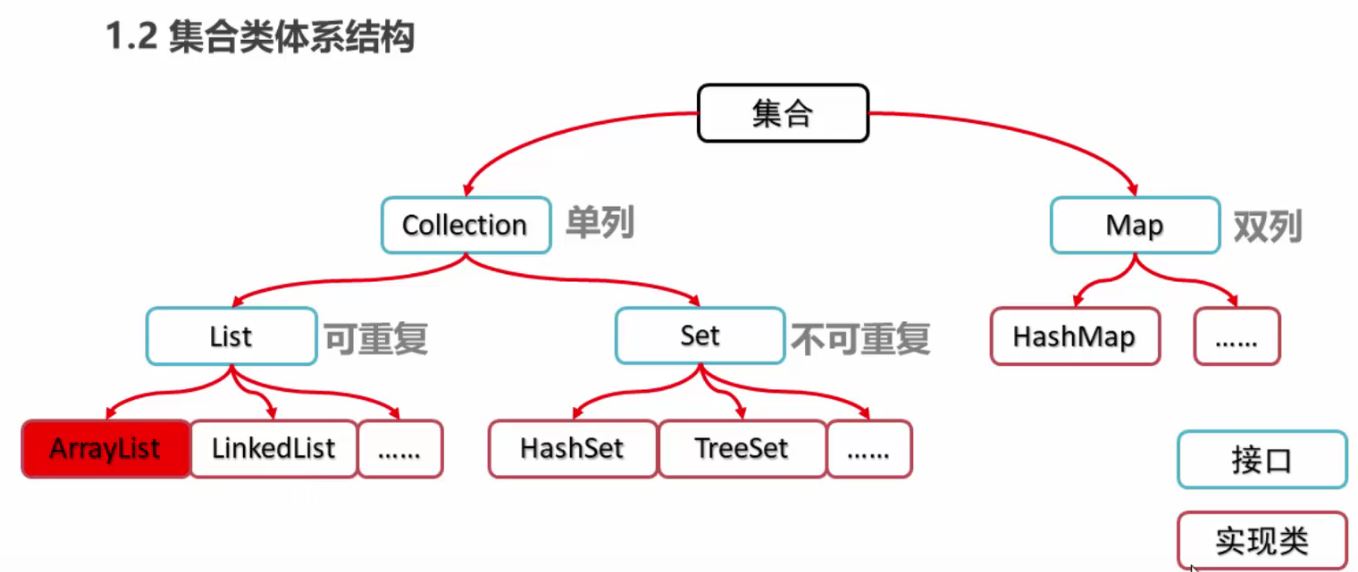 1.2 集合类体系结构
集合
Collection 单列
Map 双列
List 可重复
Set 不可重复
HashMap
……
ArrayList
LinkedList
……
HashSet
TreeSet
……
接口
实现类